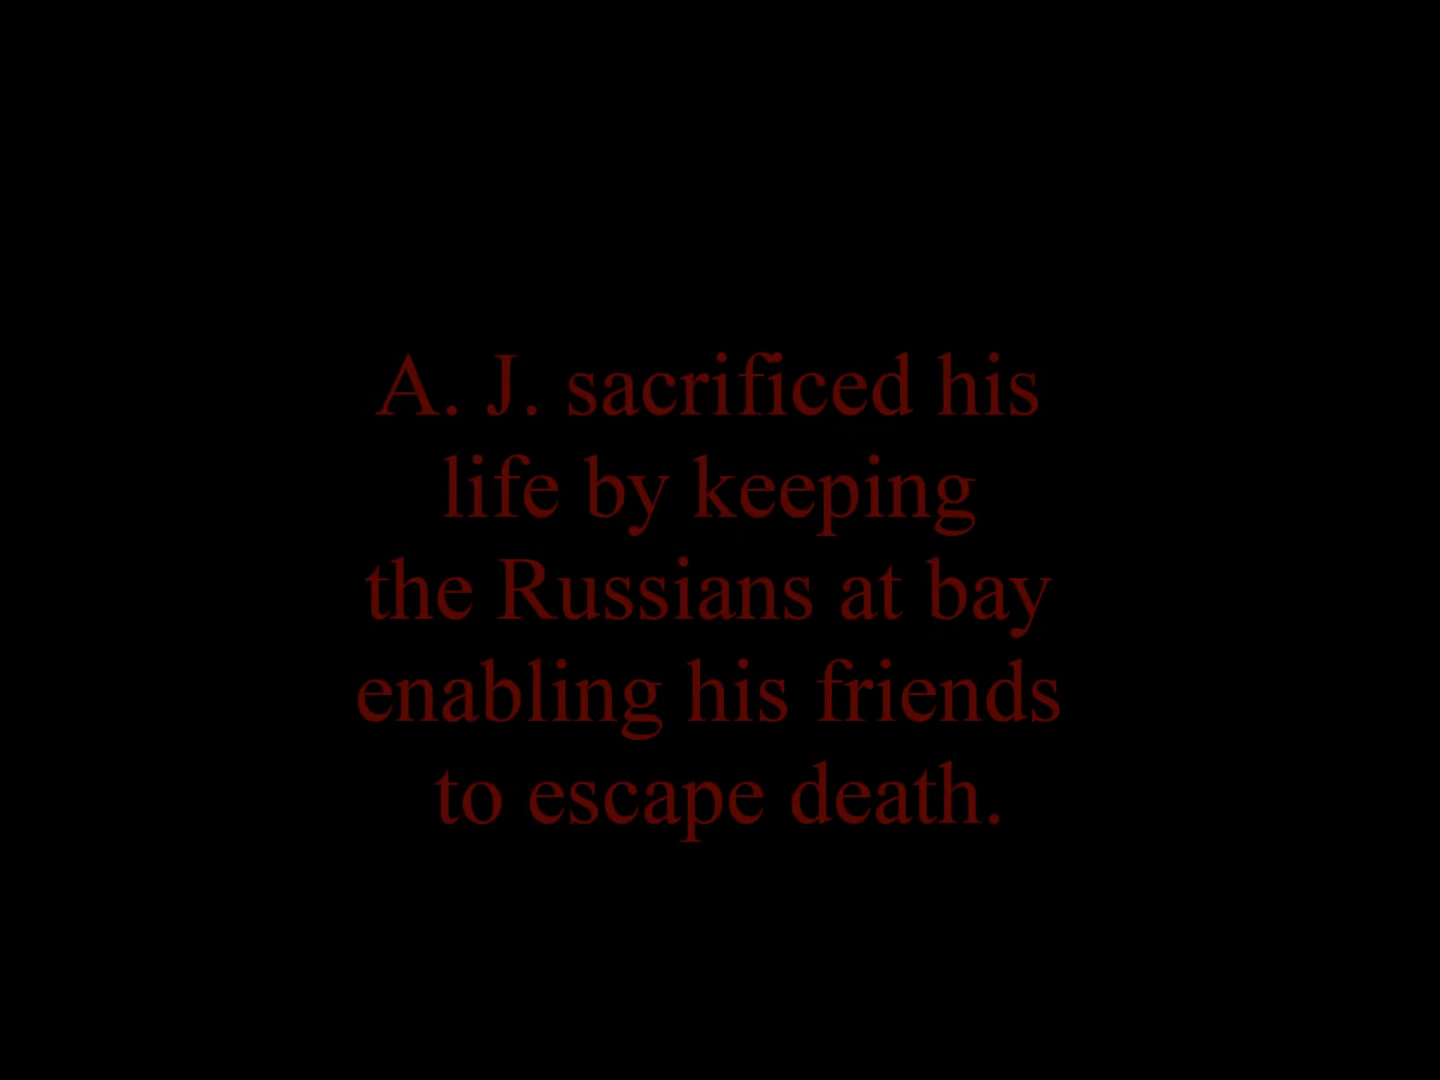 A. J. sacrificed his
life by keeping
the Russians at bay
enabling his friends
to escape death.